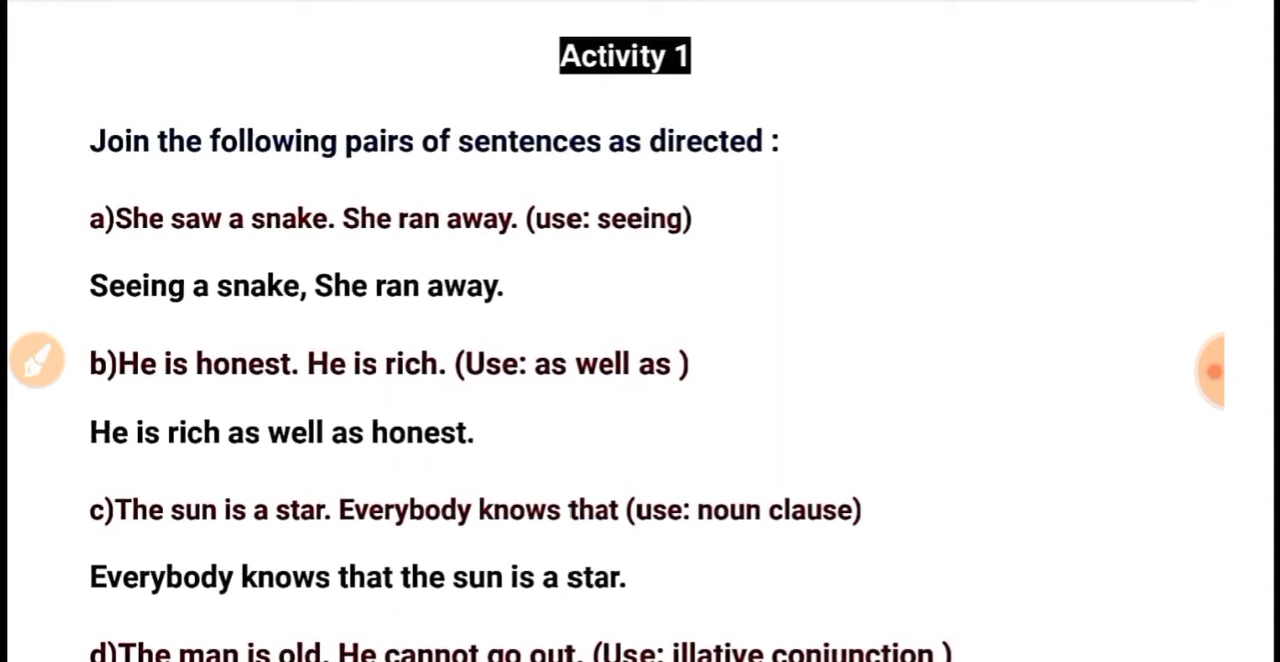 Activity 1
Join the following pairs of sentences as directed :
a)She saw a snake. She ran away. (use: seeing)
Seeing a snake, She ran away.
b)He is honest. He is rich. (Use: as well as )
He is rich as well as honest.
c)The sun is a star. Everybody knows that (use: noun clause)
Everybody knows that the sun is a star.
d)The man is old. He cannot go out. (Use: illative conjunction )